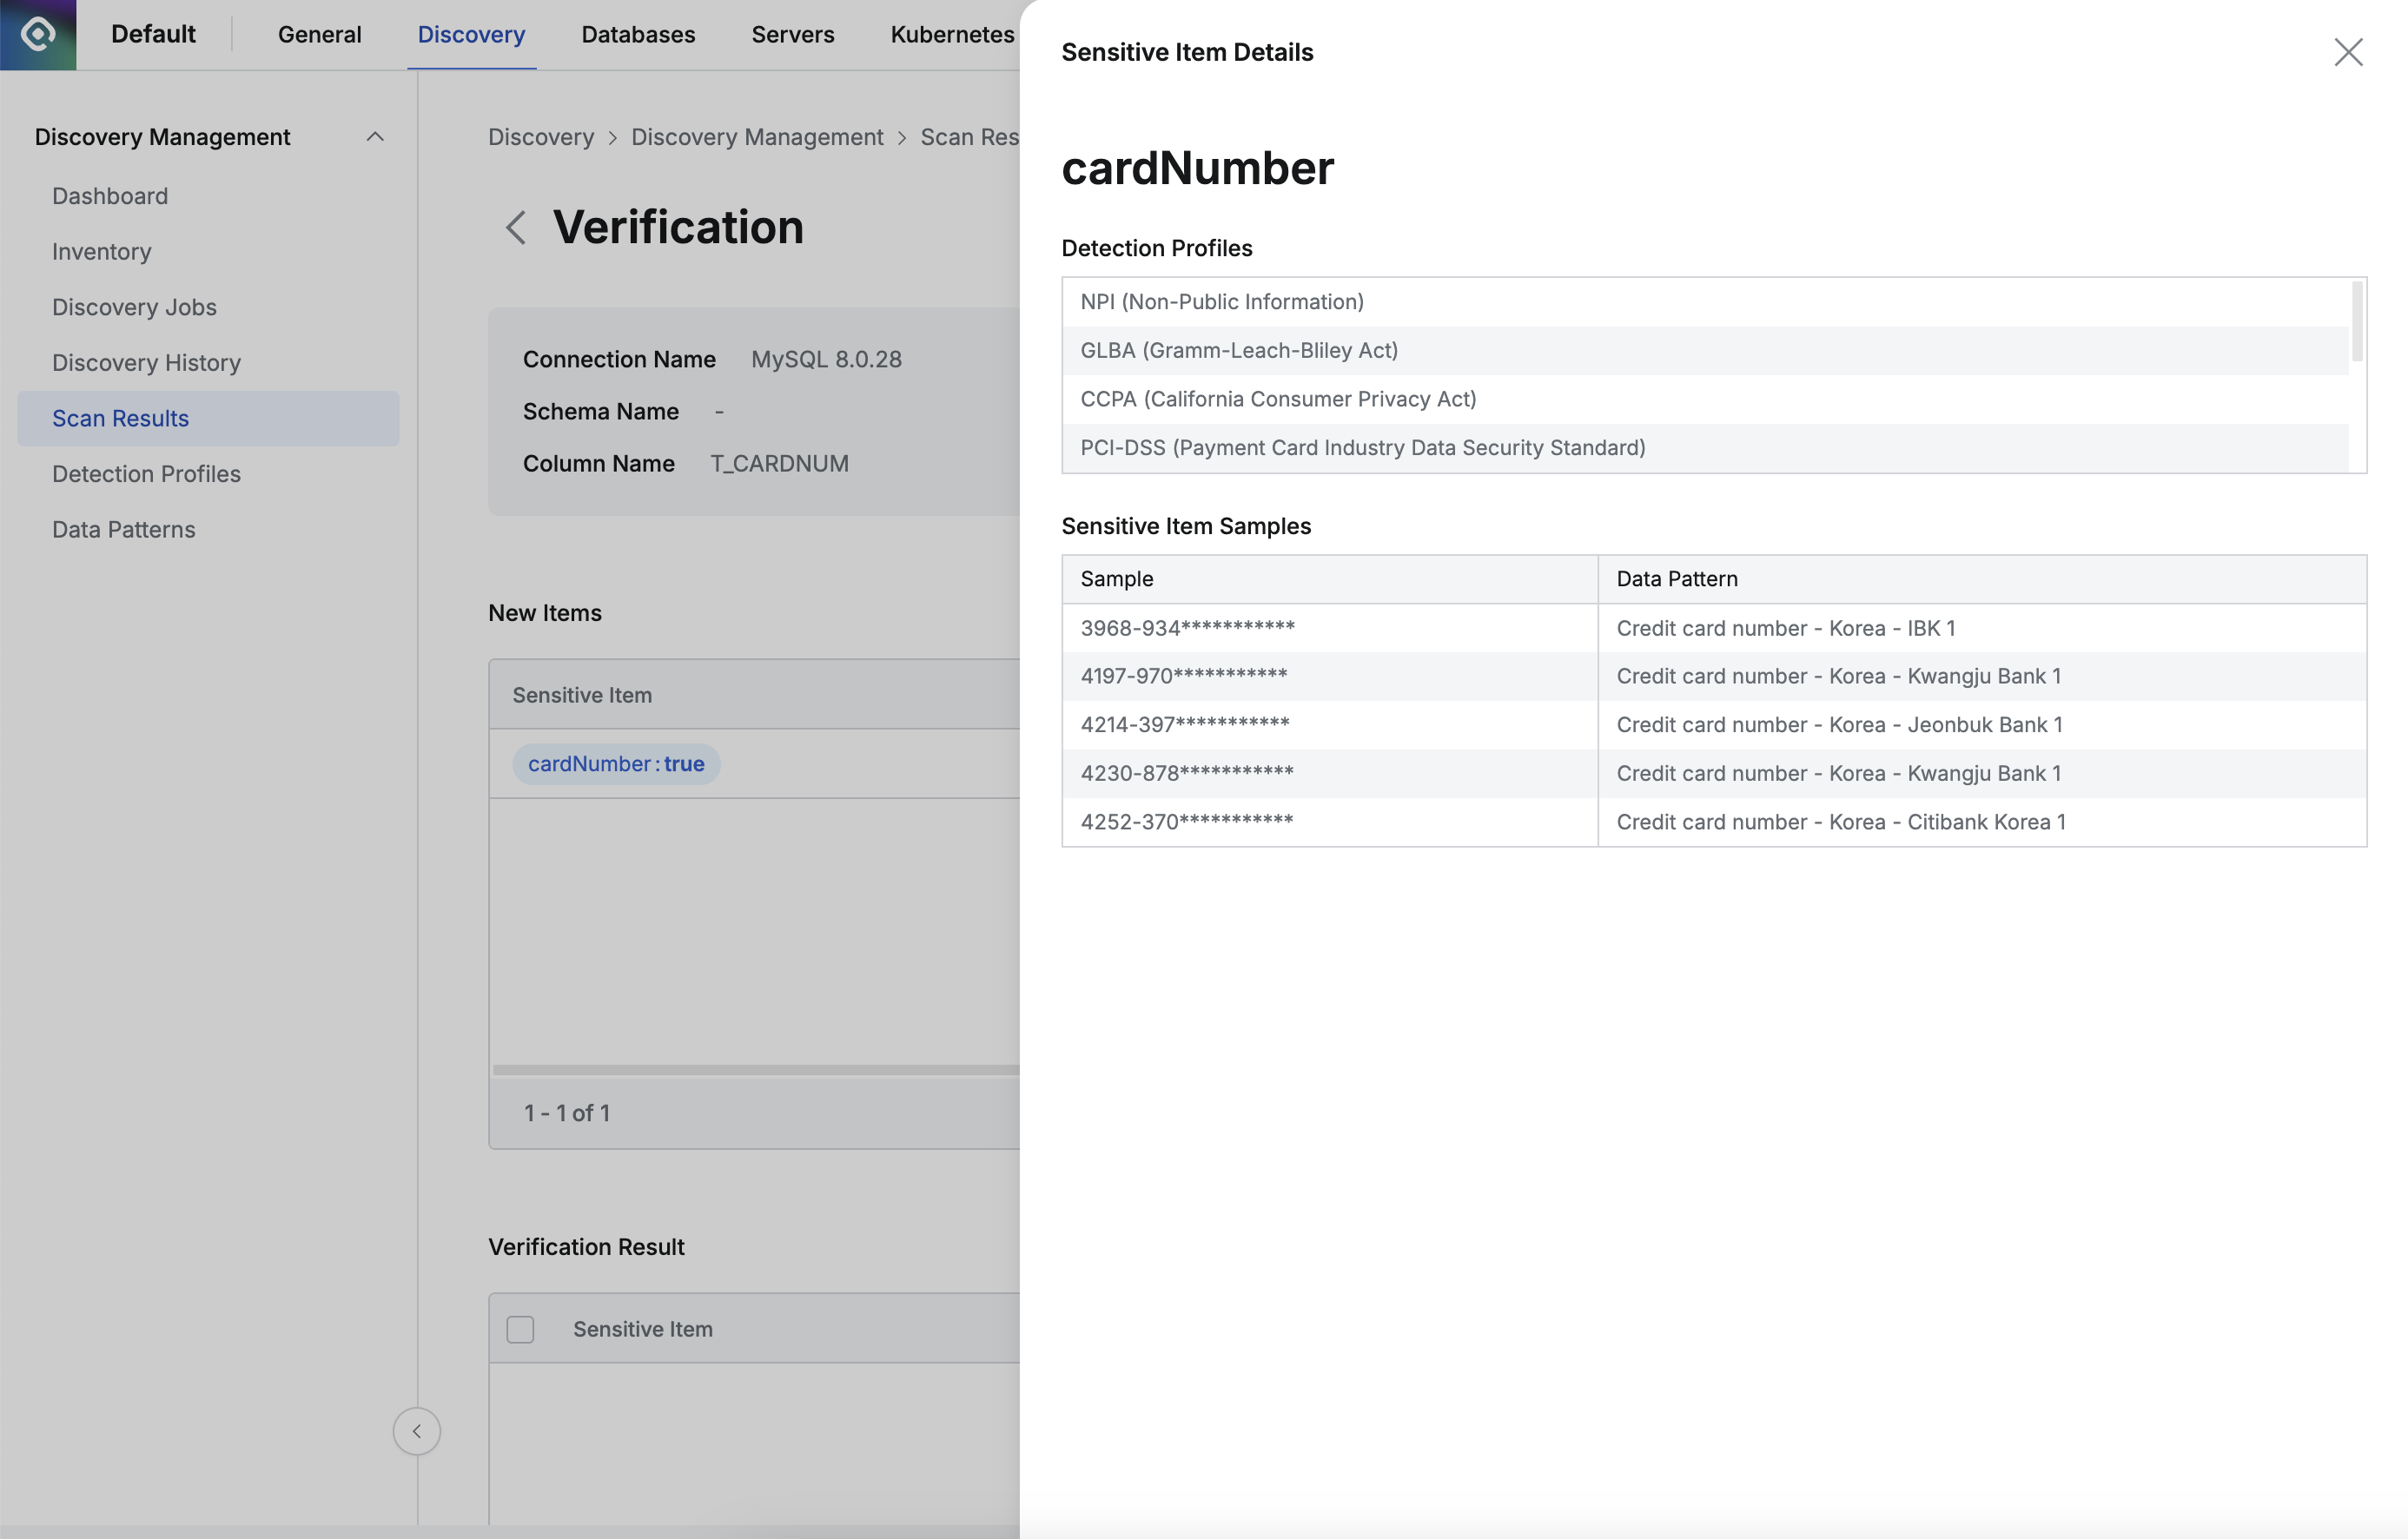 Default
General
Discovery
Databases
Servers
Kubernetes
Discovery Management
Dashboard
Inventory
Discovery Jobs
Discovery History
Scan Results
Detection Profiles
Data Patterns
Discovery > Discovery Management > Scan Res
Verification
Connection Name MySQL 8.0.28
Schema Name -
Column Name T_CARDNUM
New Items
Sensitive Item
cardNumber : true
1 - 1 of 1
Verification Result
Sensitive Item
Sensitive Item Details
cardNumber
Detection Profiles
NPI (Non-Public Information)
GLBA (Gramm-Leach-Bliley Act)
CCPA (California Consumer Privacy Act)
PCI-DSS (Payment Card Industry Data Security Standard)
Sensitive Item Samples
Sample Data Pattern
3968-934*********** Credit card number - Korea - IBK 1
4197-970*********** Credit card number - Korea - Kwangju Bank 1
4214-397*********** Credit card number - Korea - Jeonbuk Bank 1
4230-878*********** Credit card number - Korea - Kwangju Bank 1
4252-370*********** Credit card number - Korea - Citibank Korea 1